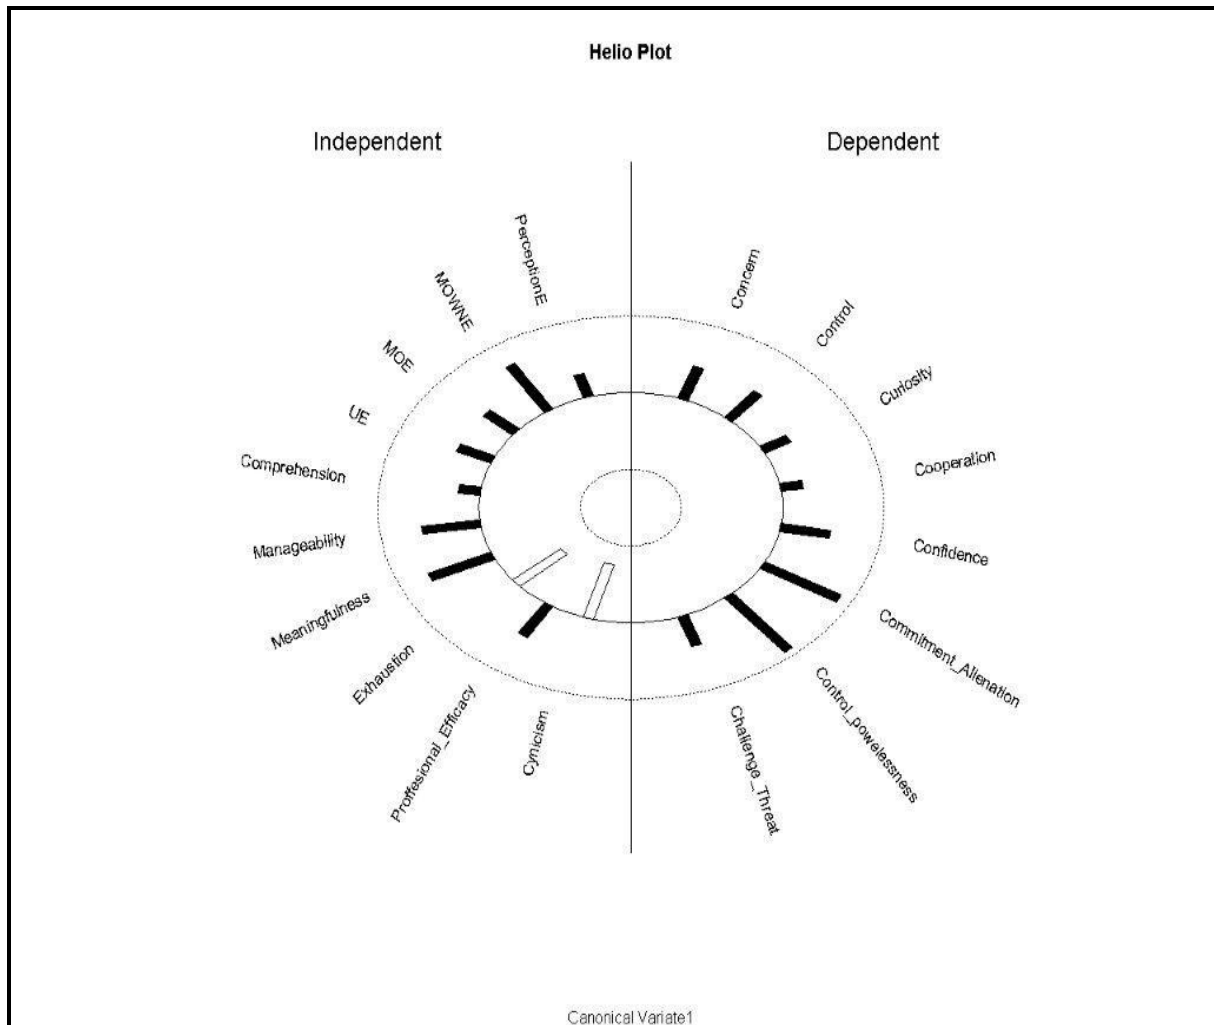 Helio Plot
Independent
Dependent
PerceptionE
MOWNE
MOE
UE
Comprehension
Manageability
Meaningfulness
Exhaustion
Proffesional_Efficacy
Cynicism
Concern
Control
Curiosity
Cooperation
Confidence
Commitment_Alienation
Control_powelessness
Challenge_Threat
Canonical Variate1